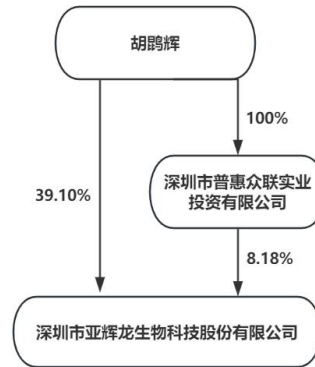 胡鹍辉
100%
39.10%
深圳市普惠众联实业
投资有限公司
8.18%
深圳市亚辉龙生物科技股份有限公司